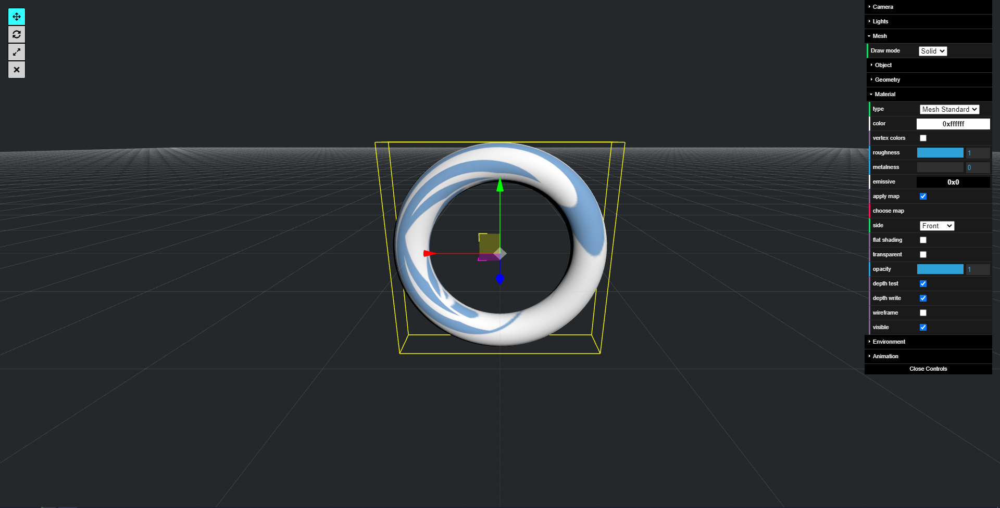 Camera
Lights
Mesh
Draw mode Solid
Object
Geometry
Material
type Mesh Standard
color 0xffffff
vertex colors
roughness 1
metalness 0
emissive 0x0
apply map
choose map
side Front
flat shading
transparent
opacity 1
depth test
depth write
wireframe
visible
Environment
Animation
Close Controls